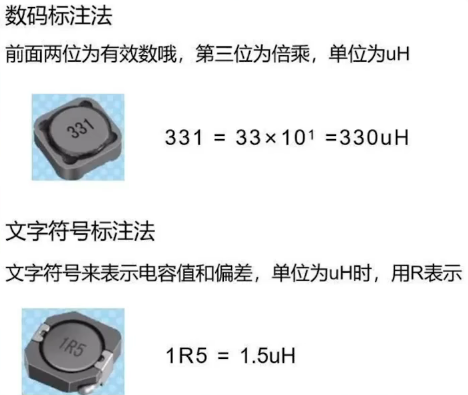 数码标注法
前面两位为有效数哦，第三位为倍乘，单位为uH
331
331 = 33×10¹ =330uH
文字符号标注法
文字符号来表示电容值和偏差，单位为uH时，用R表示
1R5
1R5 = 1.5uH